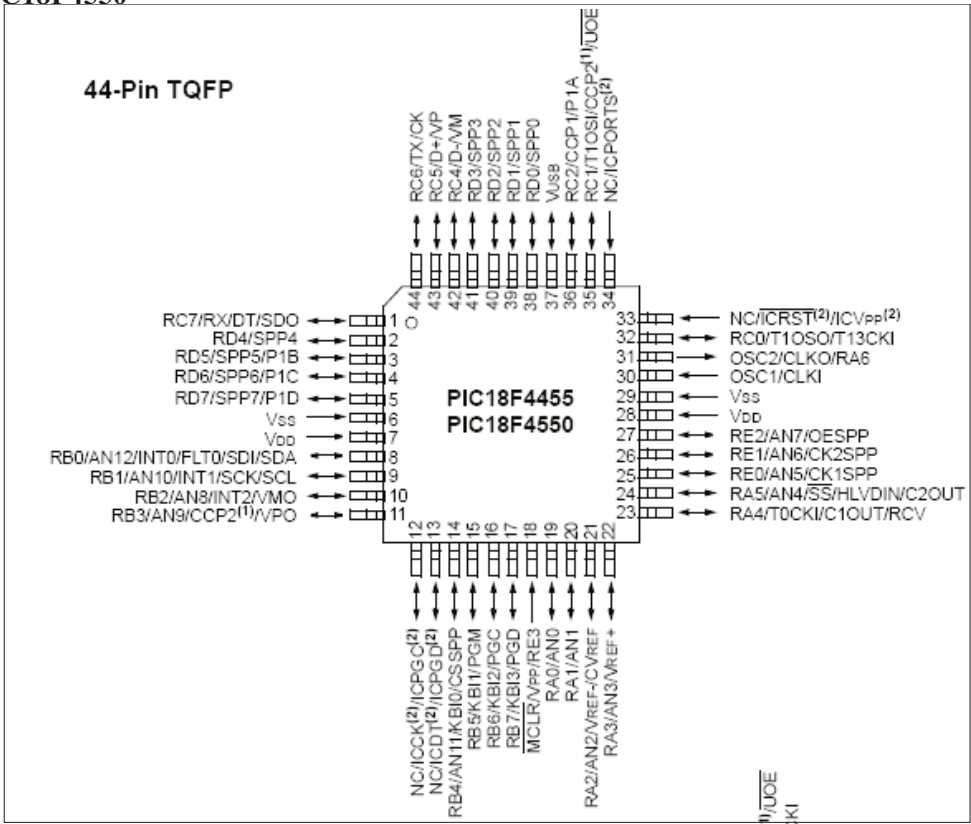 44-Pin TQFP
RC6/TX/CK
RC5/D+/VP
RC4/D-/VM
RD3/SPP3
RD2/SPP2
RD1/SPP1
RD0/SPP0
VUSB
RC2/CCP1/P1A
RC1/T1OSI/CCP2(1)/UOE
NC/ICPORTS(2)
44 43 42 41 40 39 38 37 36 35 34
RC7/RX/DT/SDO 1
RD4/SPP4 2
RD5/SPP5/P1B 3
RD6/SPP6/P1C 4
RD7/SPP7/P1D 5
VSS 6
VDD 7
RB0/AN12/INT0/FLT0/SDI/SDA 8
RB1/AN10/INT1/SCK/SCL 9
RB2/AN8/INT2/VMO 10
RB3/AN9/CCP2(1)/VPO 11
PIC18F4455
PIC18F4550
33 NC/ICRST(2)/ICVPP(2)
32 RC0/T1OSO/T13CKI
31 OSC2/CLKO/RA6
30 OSC1/CLKI
29 VSS
28 VDD
27 RE2/AN7/OESPP
26 RE1/AN6/CK2SPP
25 RE0/AN5/CK1SPP
24 RA5/AN4/SS/HLVDIN/C2OUT
23 RA4/T0CKI/C1OUT/RCV
12 13 14 15 16 17 18 19 20 21 22
NC/ICCK(2)/ICPGC(2)
NC/ICDT(2)/ICPGD(2)
RB4/AN11/KBI0/CSSPP
RB5/KBI1/PGM
RB6/KBI2/PGC
RB7/KBI3/PGD
MCLR/VPP/RE3
RA0/AN0
RA1/AN1
RA2/AN2/VREF-/CVREF
RA3/AN3/VREF+
/UOE
CKI